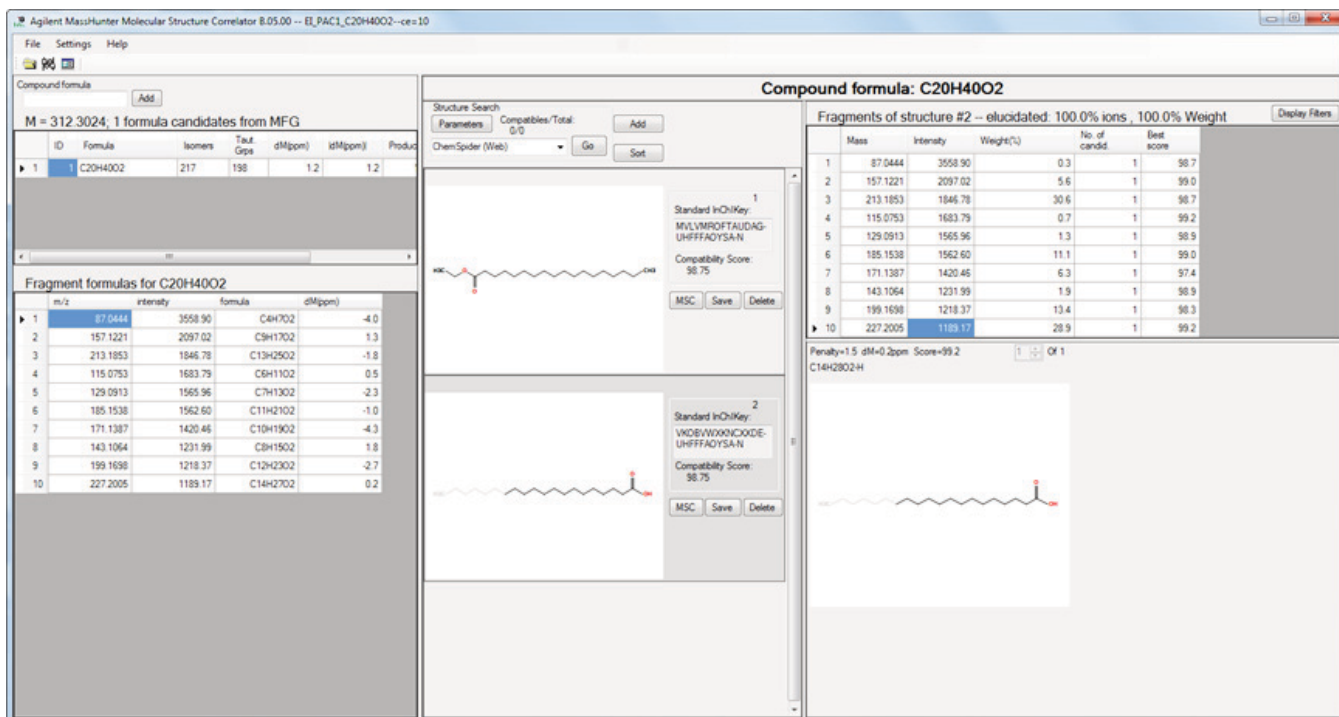 Agilent MassHunter Molecular Structure Correlator 8.05.00 -- EI_PAC1_C20H40O2--ce=10
File Settings Help
Compound formula
Add
M = 312.3024; 1 formula candidates from MFG
ID Formula Isomers Taut. Grps dM(ppm) |dM(ppm)| Produc
1 1 C20H40O2 217 198 1.2 1.2
Fragment formulas for C20H40O2
m/z intensity formula dM(ppm)
1 87.0444 3558.90 C4H7O2 -4.0
2 157.1221 2097.02 C9H17O2 1.3
3 213.1853 1846.78 C13H25O2 -1.8
4 115.0753 1683.79 C6H11O2 0.5
5 129.0913 1565.96 C7H13O2 -2.3
6 185.1538 1562.60 C11H21O2 -1.0
7 171.1387 1420.46 C10H19O2 -4.3
8 143.1064 1231.99 C8H15O2 1.8
9 199.1698 1218.37 C12H23O2 -2.7
10 227.2005 1189.17 C14H27O2 0.2
Compound formula: C20H40O2
Structure Search
Parameters Compatibles/Total: Add
0/0
ChemSpider (Web) Go Sort
1
Standard InChIKey:
MVLVMROFTAUDAG-
UHFFFAOYSA-N
Compatibility Score:
98.75
MSC Save Delete
H3C O O CH3
2
Standard InChIKey:
VKOBVWXKNCXXDE-
UHFFFAOYSA-N
Compatibility Score:
98.75
MSC Save Delete
O OH
Fragments of structure #2 -- elucidated: 100.0% ions , 100.0% Weight
Display Filters
Mass Intensity Weight(%) No. of candid. Best score
1 87.0444 3558.90 0.3 1 98.7
2 157.1221 2097.02 5.6 1 99.0
3 213.1853 1846.78 30.6 1 98.7
4 115.0753 1683.79 0.7 1 99.2
5 129.0913 1565.96 1.3 1 98.9
6 185.1538 1562.60 11.1 1 99.0
7 171.1387 1420.46 6.3 1 97.4
8 143.1064 1231.99 1.9 1 98.9
9 199.1698 1218.37 13.4 1 98.3
10 227.2005 1189.17 28.9 1 99.2
Penalty=1.5 dM=0.2ppm Score=99.2 1 Of 1
C14H28O2-H
O OH